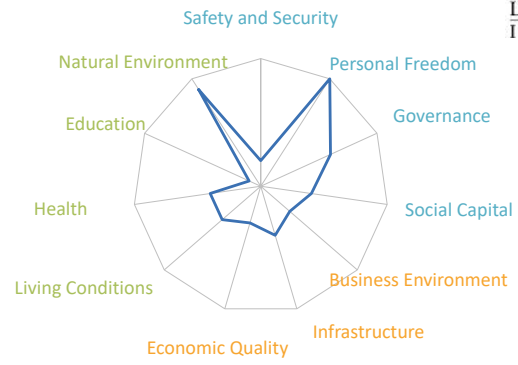 Safety and Security
Natural Environment
Personal Freedom
Education
Governance
Health
Social Capital
Living Conditions
Business Environment
Economic Quality
Infrastructure